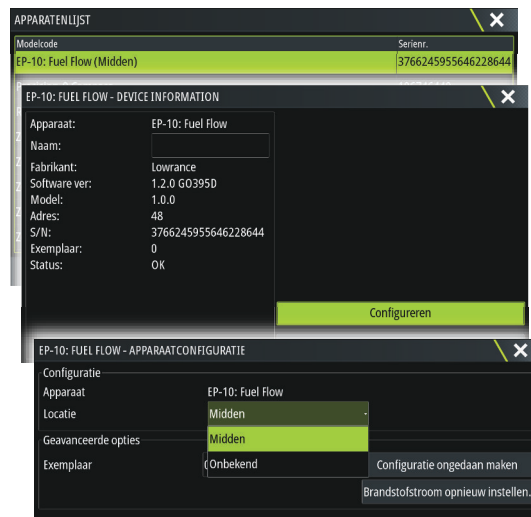 APPARATENLIJST
Modelcode Serienr.
EP-10: Fuel Flow (Midden) 3766245955646228644
EP-10: FUEL FLOW - DEVICE INFORMATION
Apparaat: EP-10: Fuel Flow
Naam:
Fabrikant: Lowrance
Software ver: 1.2.0 GO395D
Model: 1.0.0
Adres: 48
S/N: 3766245955646228644
Exemplaar: 0
Status: OK
Configureren
EP-10: FUEL FLOW - APPARAATCONFIGURATIE
Configuratie
Apparaat EP-10: Fuel Flow
Locatie Midden
Midden
Geavanceerde opties
Onbekend
Exemplaar Configuratie ongedaan maken
Brandstofstroom opnieuw instellen.